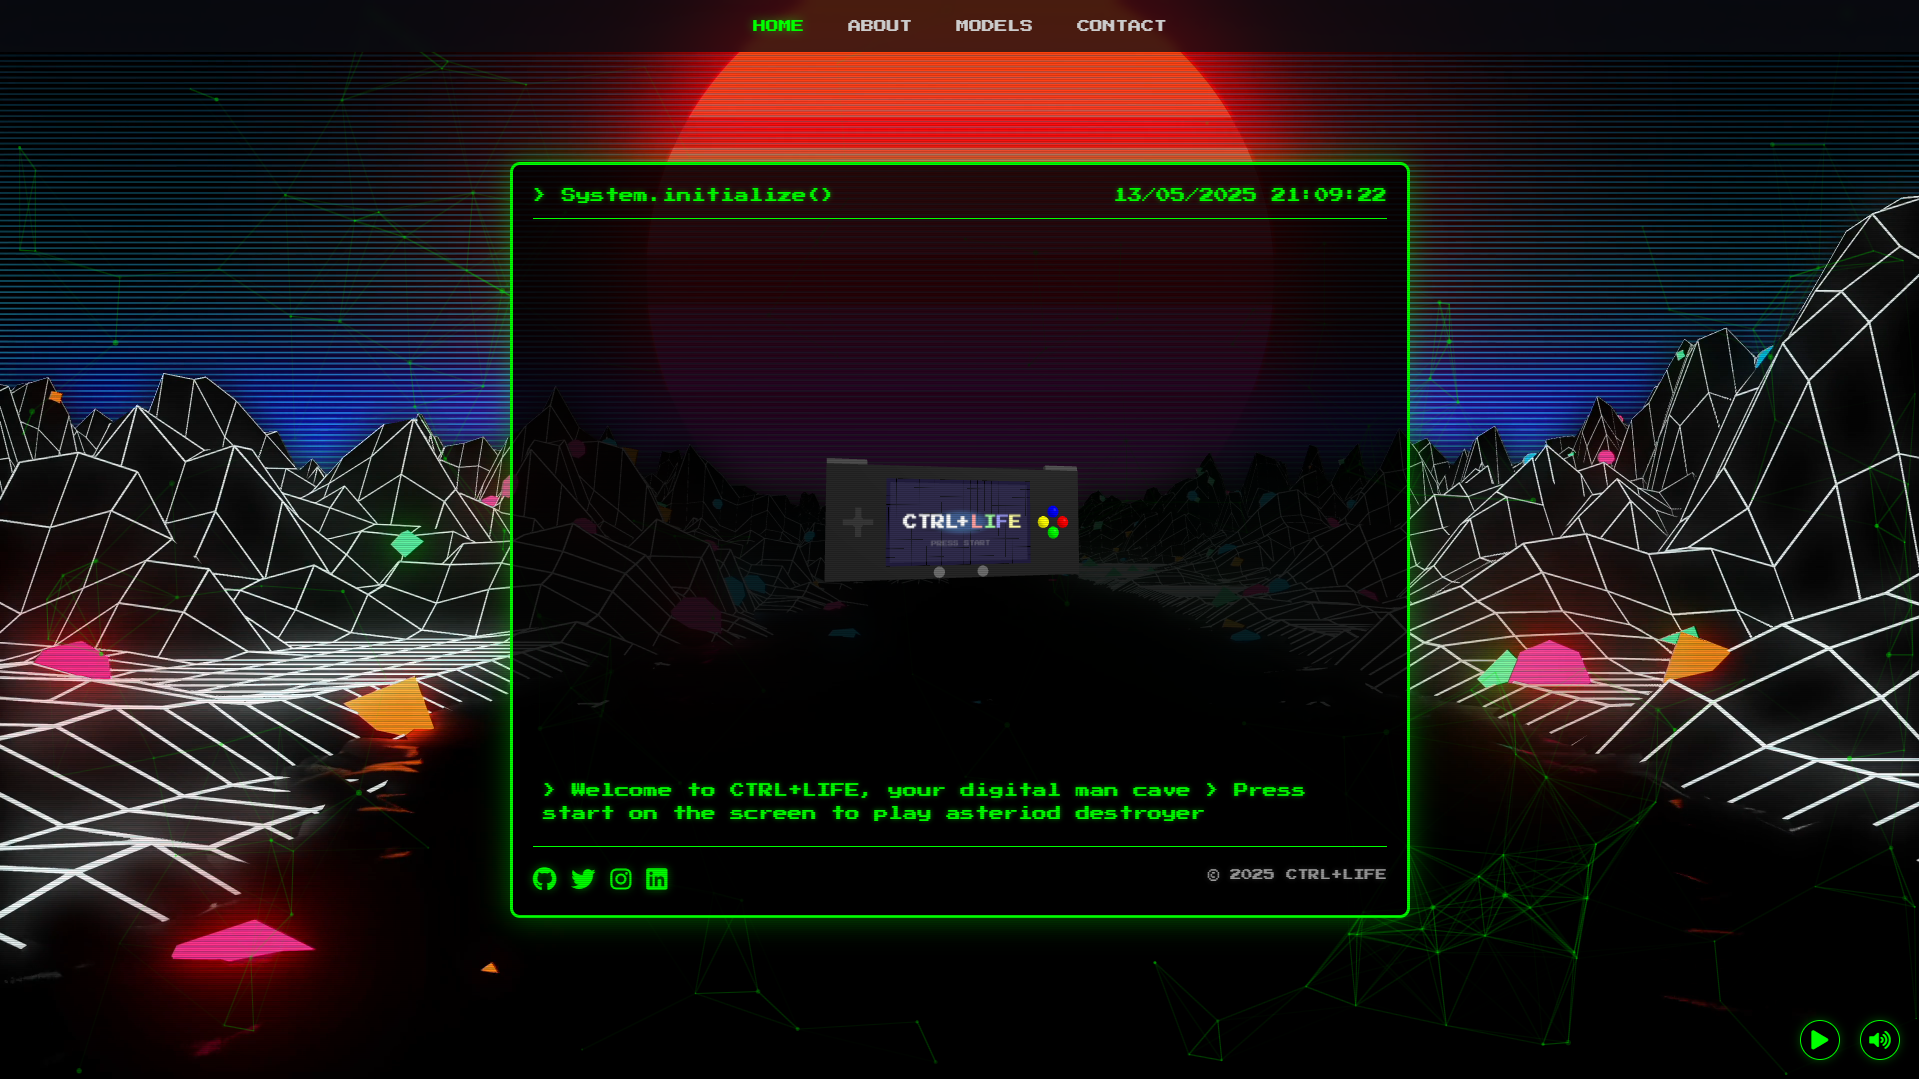 HOME ABOUT MODELS CONTACT
❯ System.initialize() 13/05/2025 21:09:22
CTRL+LIFE
PRESS START
❯ Welcome to CTRL+LIFE, your digital man cave ❯ Press
start on the screen to play asteriod destroyer
© 2025 CTRL+LIFE